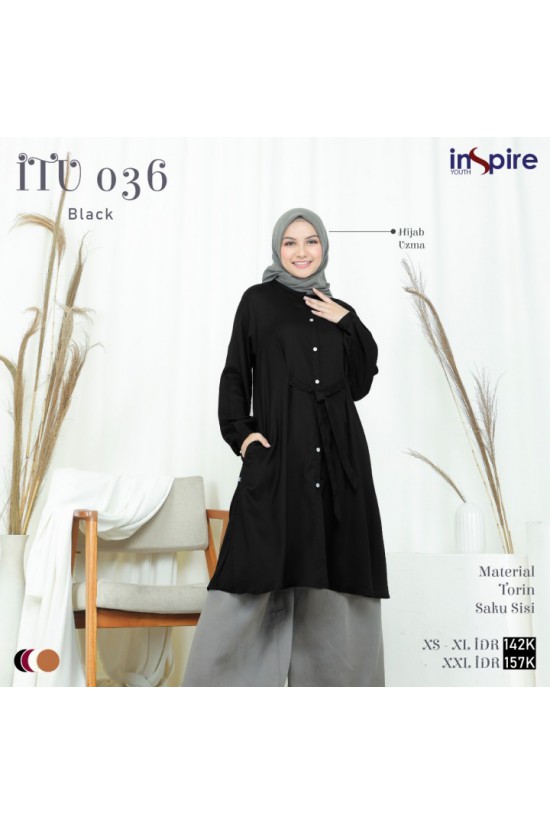 ITU 036
Black
inspire
YOUTH
Hijab
Uzma
Material
Torin
Saku Sisi
XS - XL IDR 142K
XXL IDR 157K